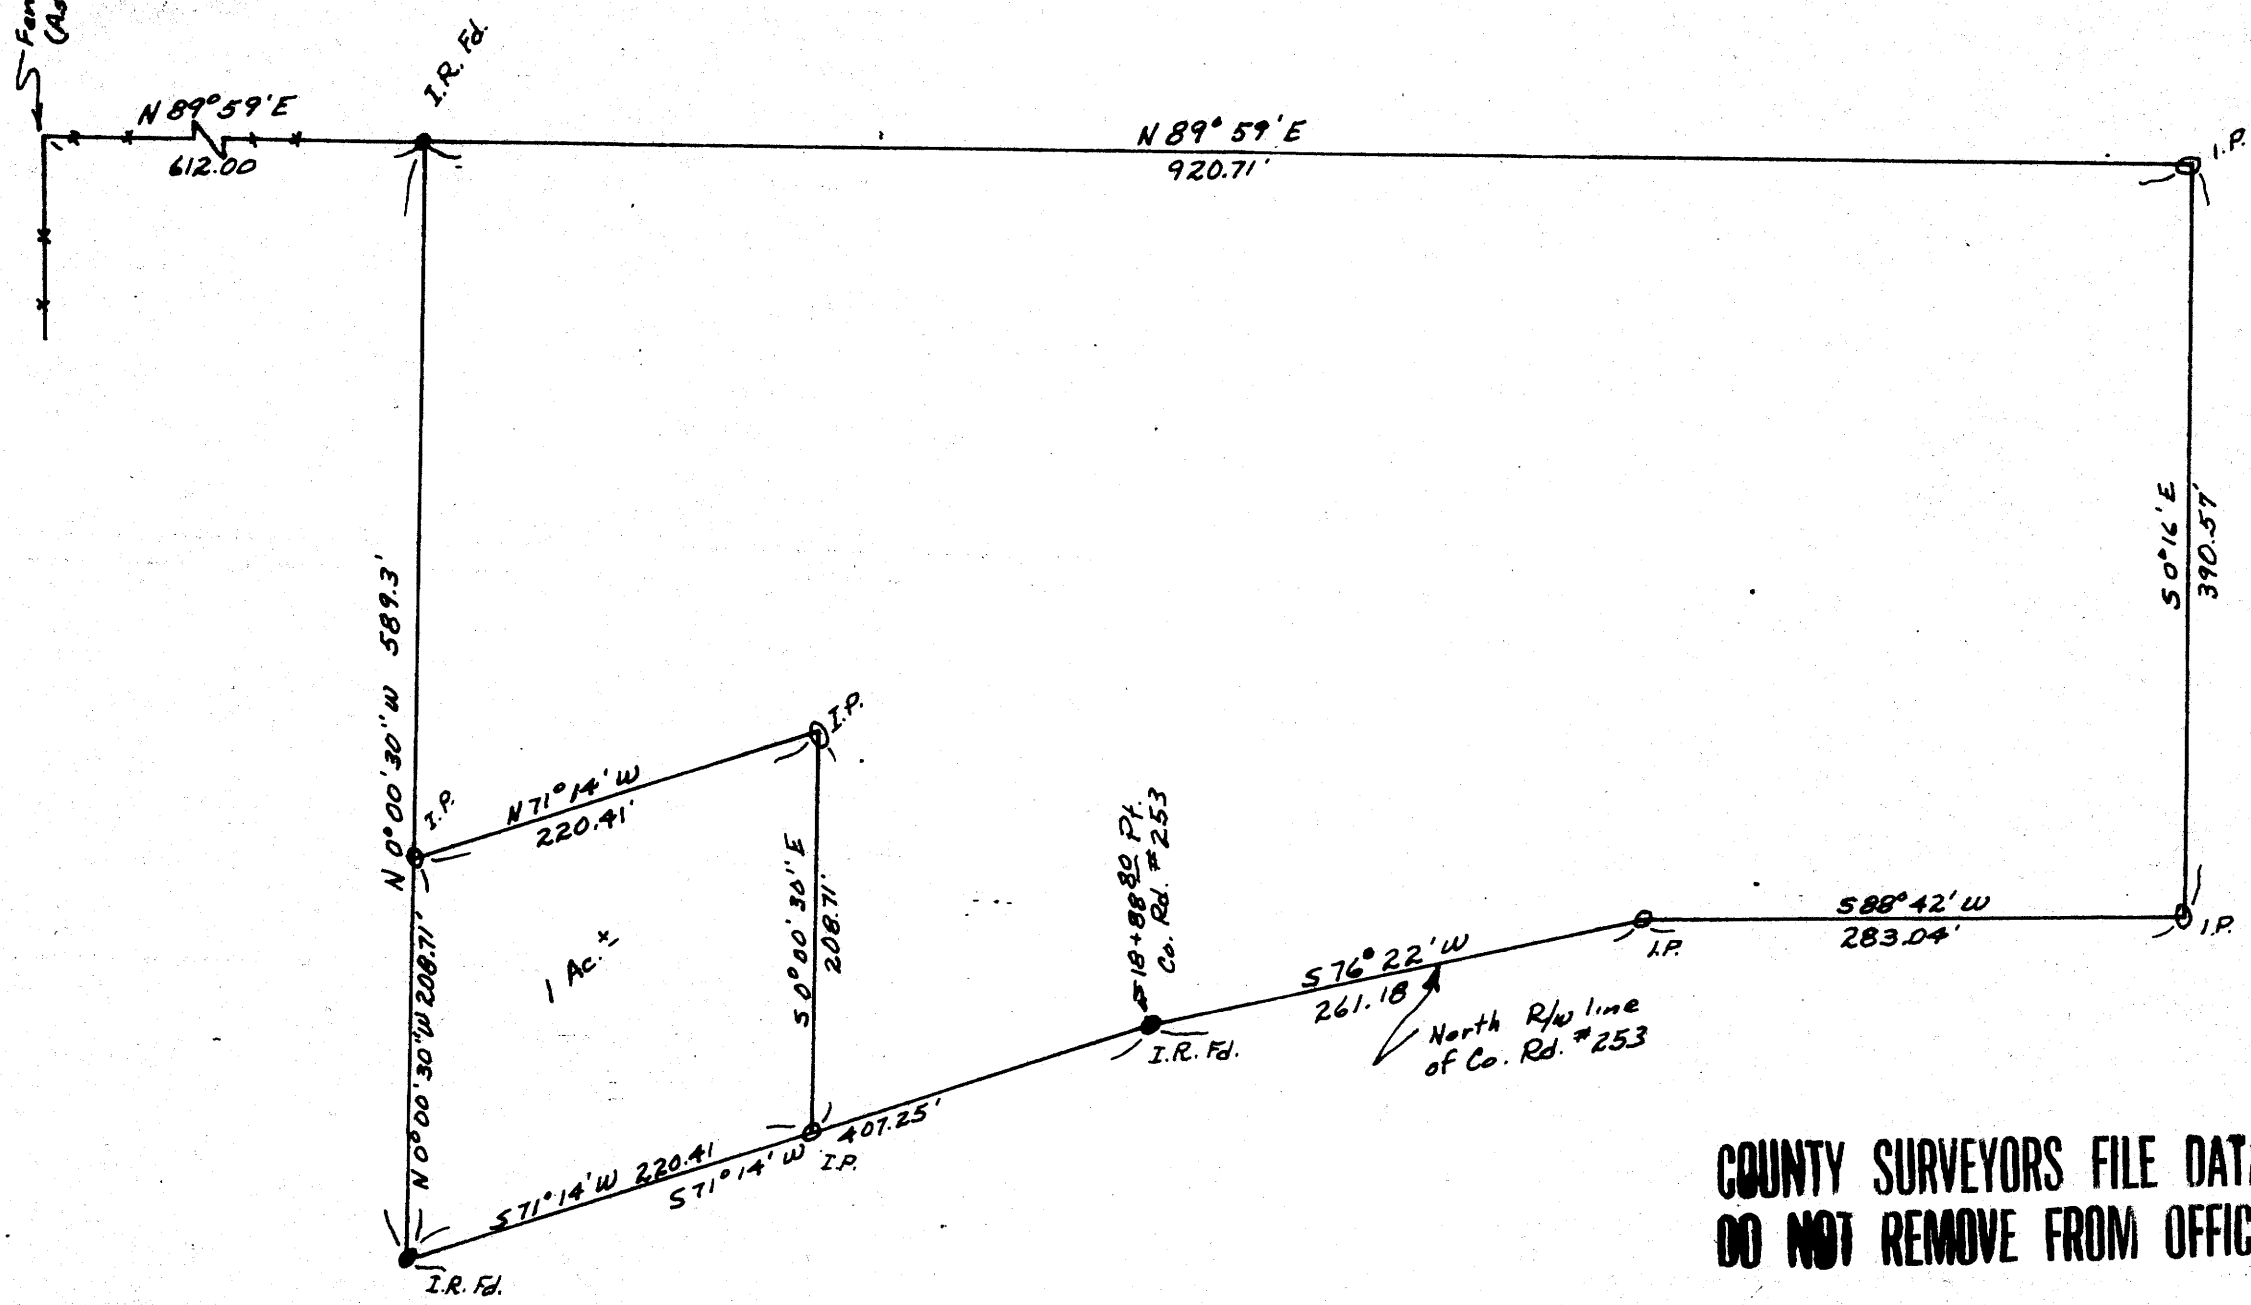 I.R. Fd.
N 89°59'E
612.00
N 89° 59' E
920.71'
I.P.
S 0°16' E
390.57'
N 0°00'30" W 589.3'
I.P.
I.P.
N 71°14' W
220.41'
S 0°00'30" E
208.71'
N 0°00'30" W 208.71'
1 Ac.±
18+88.80 Pt.
Co. Rd. #253
S 76° 22' W
261.18
S 88° 42' W
283.04'
I.P.
I.P.
I.R. Fd.
North R/W line
of Co. Rd. #253
S 71°14' W 220.41
S 71°14' W
407.25'
I.P.
I.R. Fd.
COUNTY SURVEYORS FILE
DO NOT REMOVE FROM